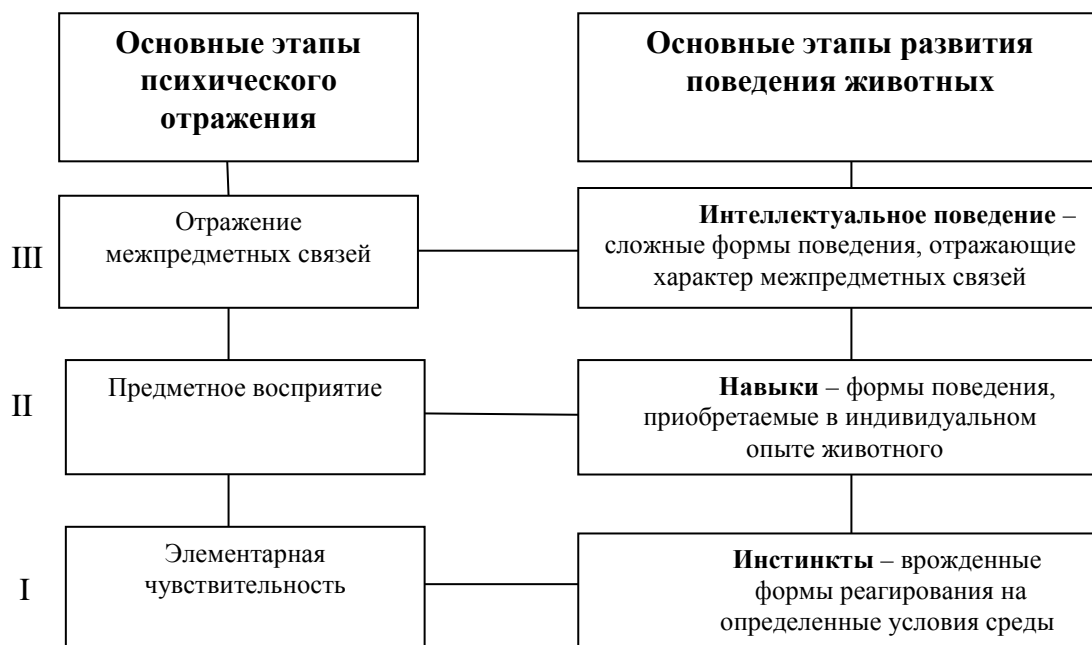 Основные этапы
психического
отражения
Основные этапы развития
поведения животных
III
Отражение
межпредметных связей
Интеллектуальное поведение –
сложные формы поведения, отражающие
характер межпредметных связей
II
Предметное восприятие
Навыки – формы поведения,
приобретаемые в индивидуальном
опыте животного
I
Элементарная
чувствительность
Инстинкты – врожденные
формы реагирования на
определенные условия среды